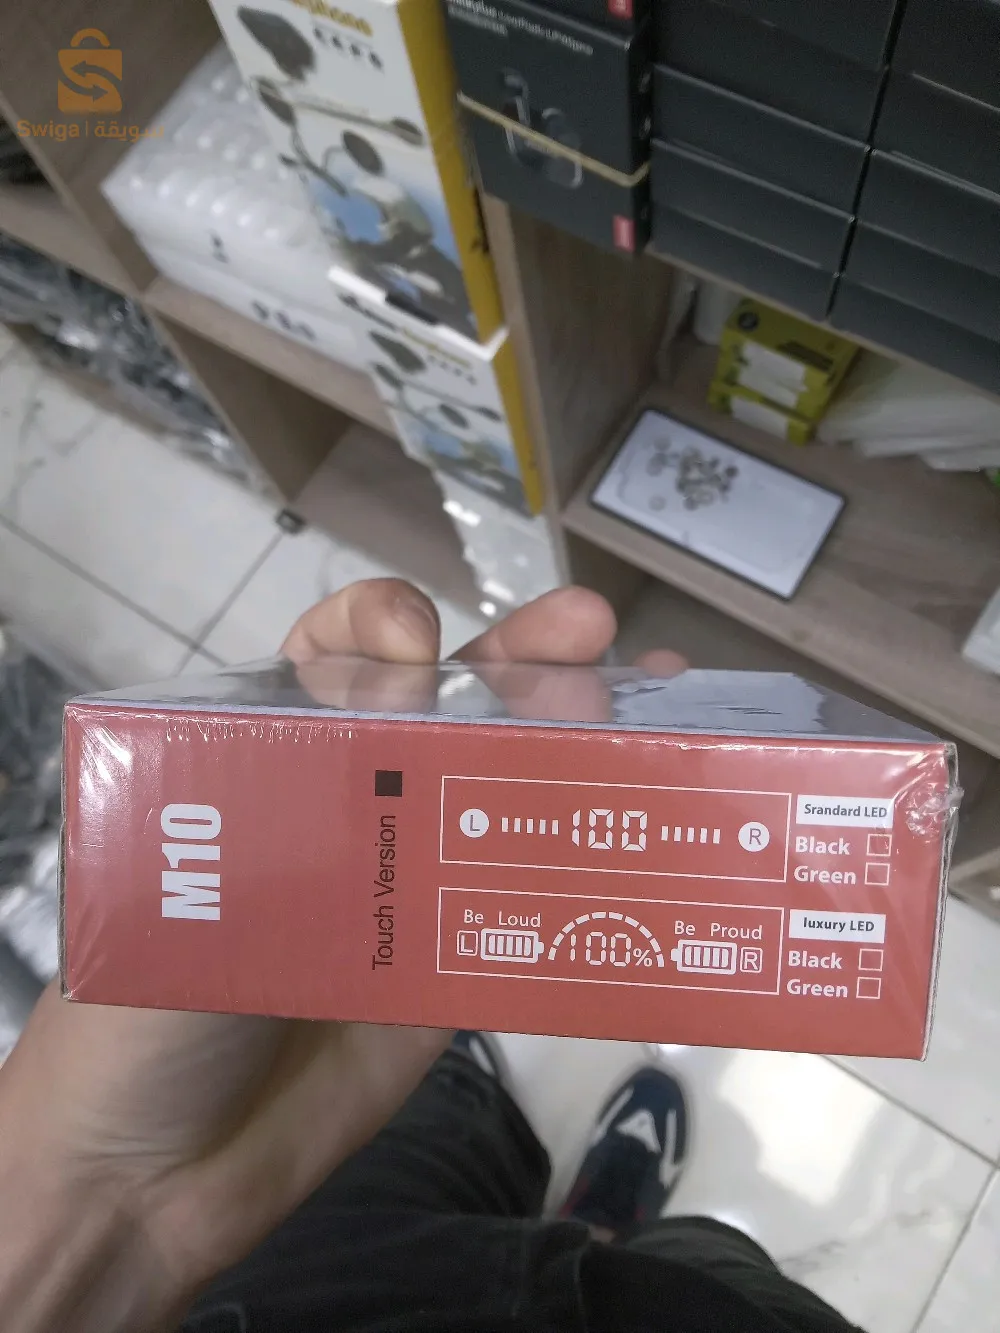 Swiga | سويقة
phone
M10
Touch Version
L 100 R
Srandard LED
Black
Green
Be Loud Be Proud
L 100% R
luxury LED
Black
Green